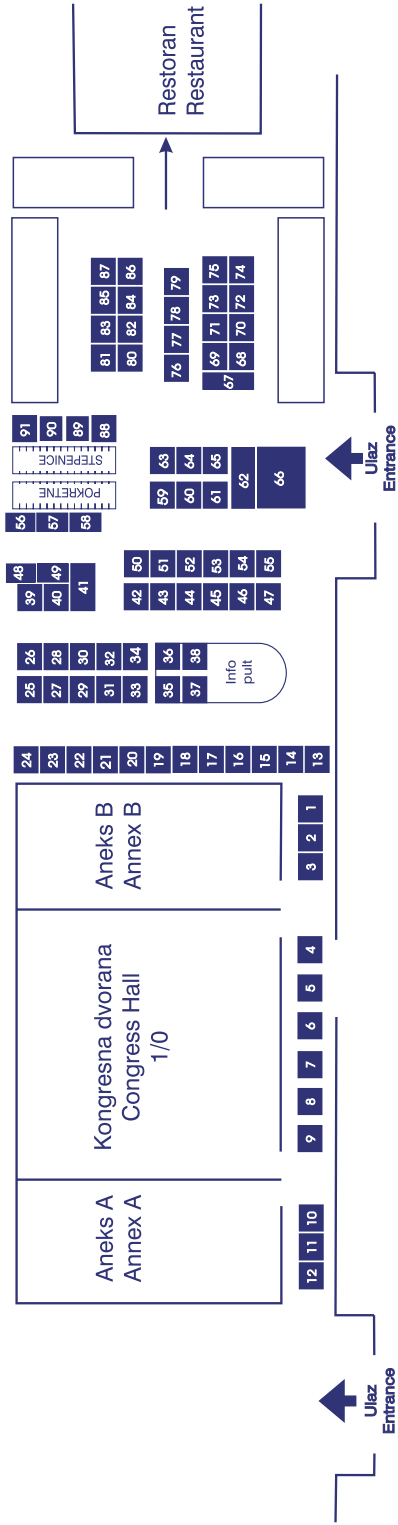 Restoran
Restaurant
87 86
85 84
83 82
81 80
79
78
77
76
75 74
73 72
71 70
69 68
67
91 90 89 88
STEPENICE
POKRETNE
56 57 58
63 64 65
59 60 61
62
66
Ulaz
Entrance
48 49
39 40 41
50 51 52 53 54 55
42 43 44 45 46 47
26 28 30 32 34 36 38
25 27 29 31 33 35 37
Info
pult
24 23 22 21 20 19 18 17 16 15 14 13
Aneks B
Annex B
1
2
3
Kongresna dvorana
Congress Hall
1/0
4
5
6
7
8
9
Aneks A
Annex A
10
11
12
Ulaz
Entrance